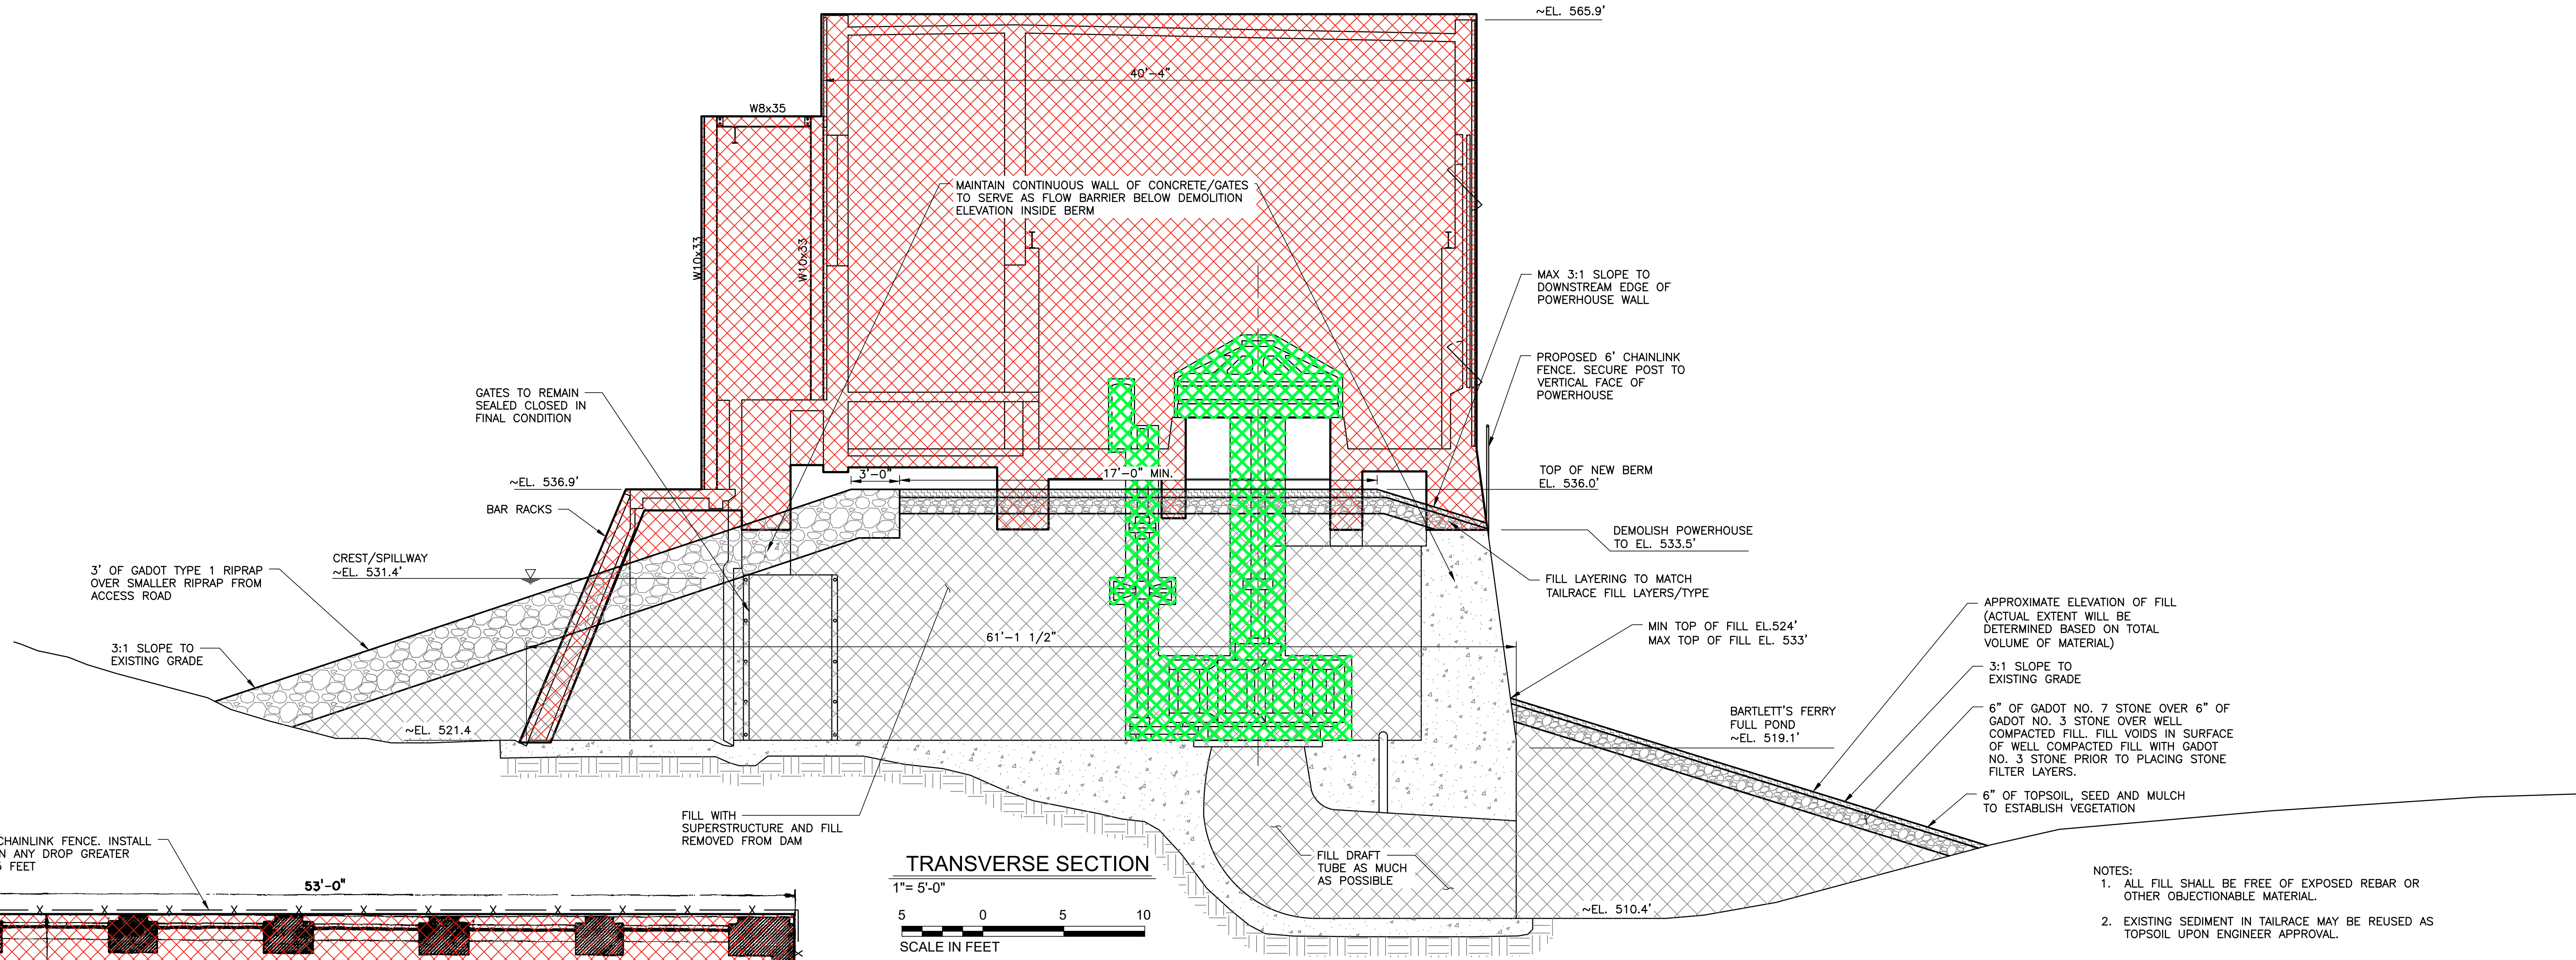 ~EL. 565.9'
40'-4"
W8x35
MAINTAIN CONTINUOUS WALL OF CONCRETE/GATES
TO SERVE AS FLOW BARRIER BELOW DEMOLITION
ELEVATION INSIDE BERM
W10x33
W10x33
MAX 3:1 SLOPE TO
DOWNSTREAM EDGE OF
POWERHOUSE WALL
PROPOSED 6' CHAINLINK
FENCE. SECURE POST TO
VERTICAL FACE OF
POWERHOUSE
GATES TO REMAIN
SEALED CLOSED IN
FINAL CONDITION
3'-0"
17'-0" MIN.
TOP OF NEW BERM
EL. 536.0'
~EL. 536.9'
BAR RACKS
DEMOLISH POWERHOUSE
TO EL. 533.5'
CREST/SPILLWAY
~EL. 531.4'
3' OF GADOT TYPE 1 RIPRAP
OVER SMALLER RIPRAP FROM
ACCESS ROAD
FILL LAYERING TO MATCH
TAILRACE FILL LAYERS/TYPE
APPROXIMATE ELEVATION OF FILL
(ACTUAL EXTENT WILL BE
DETERMINED BASED ON TOTAL
VOLUME OF MATERIAL)
MIN TOP OF FILL EL.524'
MAX TOP OF FILL EL. 533'
61'-1 1/2"
3:1 SLOPE TO
EXISTING GRADE
3:1 SLOPE TO
EXISTING GRADE
BARTLETT'S FERRY
FULL POND
~EL. 519.1'
6" OF GADOT NO. 7 STONE OVER 6" OF
GADOT NO. 3 STONE OVER WELL
COMPACTED FILL. FILL VOIDS IN SURFACE
OF WELL COMPACTED FILL WITH GADOT
NO. 3 STONE PRIOR TO PLACING STONE
FILTER LAYERS.
~EL. 521.4
6" OF TOPSOIL, SEED AND MULCH
TO ESTABLISH VEGETATION
FILL WITH
SUPERSTRUCTURE AND FILL
REMOVED FROM DAM
CHAINLINK FENCE. INSTALL
N ANY DROP GREATER
FEET
53'-0"
TRANSVERSE SECTION
1"= 5'-0"
5 0 5 10
SCALE IN FEET
FILL DRAFT
TUBE AS MUCH
AS POSSIBLE
~EL. 510.4'
NOTES:
1. ALL FILL SHALL BE FREE OF EXPOSED REBAR OR
OTHER OBJECTIONABLE MATERIAL.
2. EXISTING SEDIMENT IN TAILRACE MAY BE REUSED AS
TOPSOIL UPON ENGINEER APPROVAL.